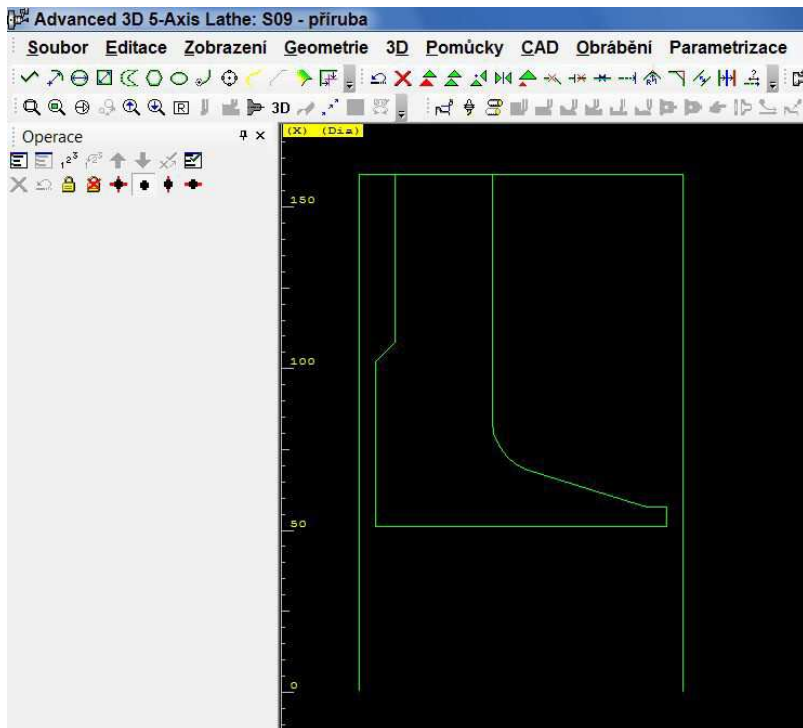 Advanced 3D 5-Axis Lathe: S09 - příruba
Soubor Editace Zobrazení Geometrie 3D Pomůcky CAD Obrábění Parametrizace
3D
Operace
(X) (Dia)
150
100
50
0